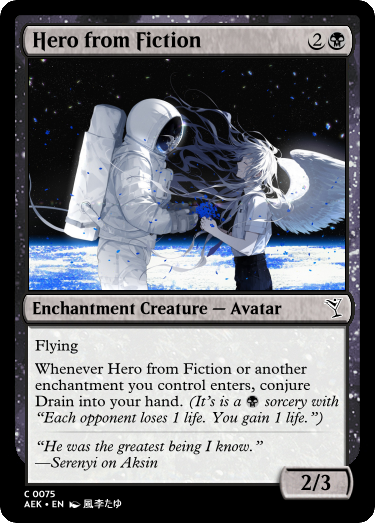 Hero from Fiction 2
Enchantment Creature — Avatar
Flying
Whenever Hero from Fiction or another
enchantment you control enters, conjure
Drain into your hand. (It's is a sorcery with
“Each opponent loses 1 life. You gain 1 life.”)
“He was the greatest being I know.”
—Serenyi on Aksin
2/3
C 0075
AEK • EN 風李たゆ